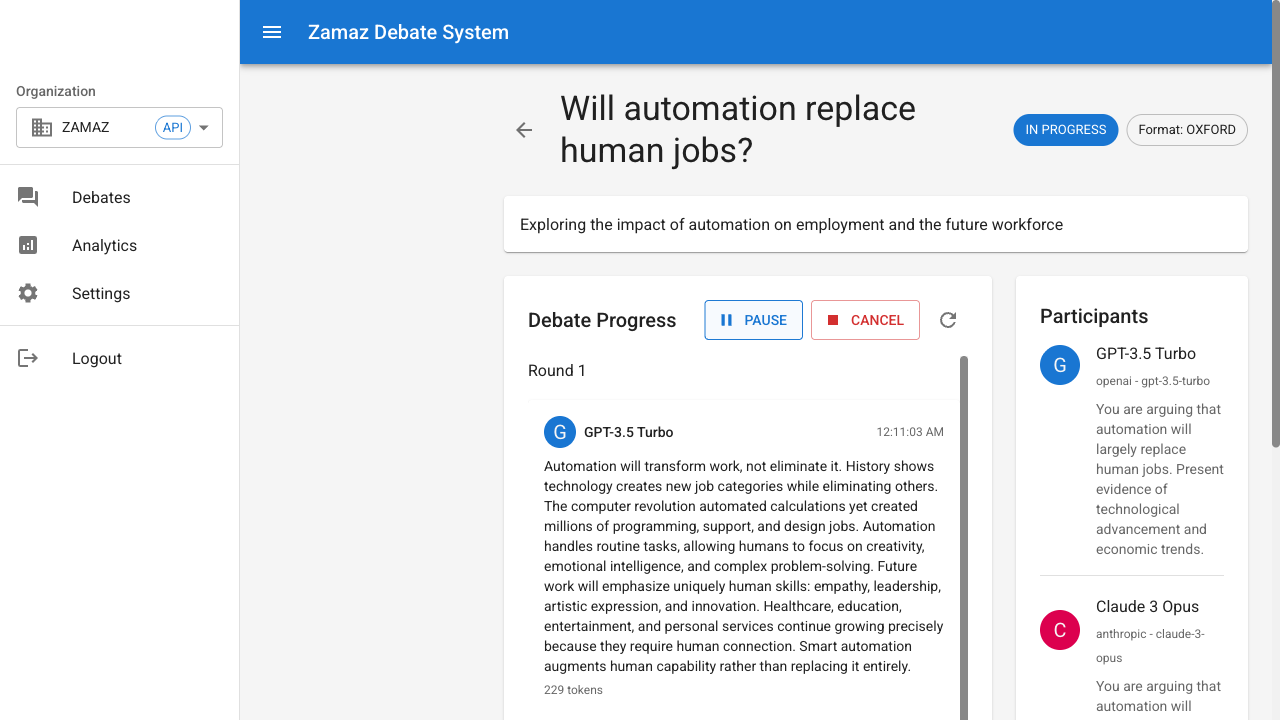 Zamaz Debate System
Organization
ZAMAZ
API
Debates
Analytics
Settings
Logout
Will automation replace
human jobs?
IN PROGRESS
Format: OXFORD
Exploring the impact of automation on employment and the future workforce
Debate Progress
PAUSE
CANCEL
Round 1
G
GPT-3.5 Turbo
12:11:03 AM
Automation will transform work, not eliminate it. History shows
technology creates new job categories while eliminating others.
The computer revolution automated calculations yet created
millions of programming, support, and design jobs. Automation
handles routine tasks, allowing humans to focus on creativity,
emotional intelligence, and complex problem-solving. Future
work will emphasize uniquely human skills: empathy, leadership,
artistic expression, and innovation. Healthcare, education,
entertainment, and personal services continue growing precisely
because they require human connection. Smart automation
augments human capability rather than replacing it entirely.
229 tokens
Participants
G
GPT-3.5 Turbo
openai - gpt-3.5-turbo
You are arguing that
automation will
largely replace
human jobs. Present
evidence of
technological
advancement and
economic trends.
C
Claude 3 Opus
anthropic - claude-3-
opus
You are arguing that
automation will